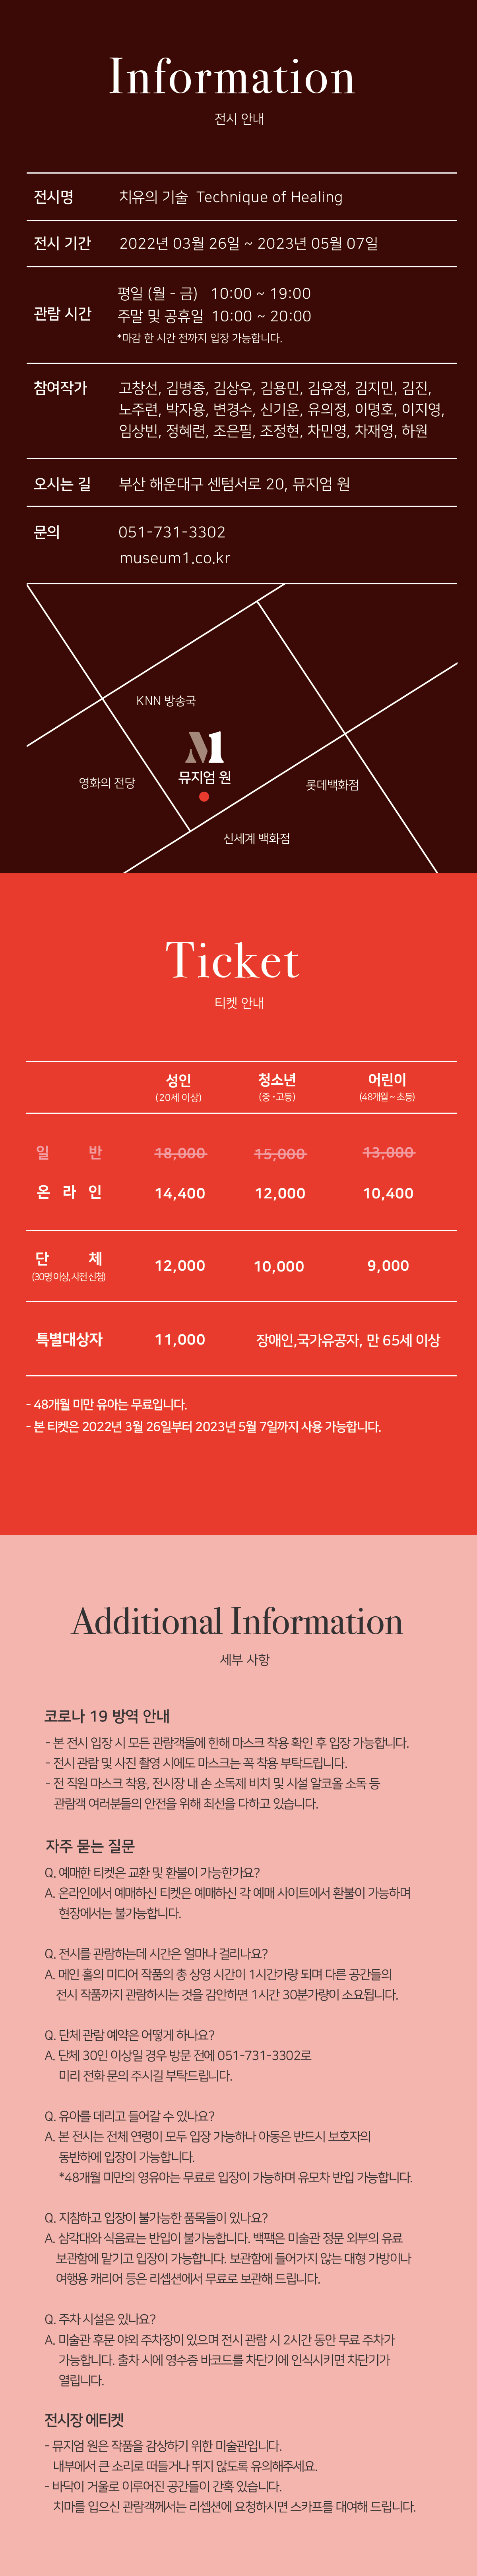 Information
전시 안내
전시명 치유의 기술 Technique of Healing
전시 기간 2022년 03월 26일 ~ 2023년 05월 07일
관람 시간 평일 (월 - 금) 10:00 ~ 19:00
주말 및 공휴일 10:00 ~ 20:00
*마감 한 시간 전까지 입장 가능합니다.
참여작가 고창선, 김병종, 김상우, 김용민, 김유정, 김지민, 김진,
노주련, 박자용, 변경수, 신기운, 유의정, 이명호, 이지영,
임상빈, 정혜련, 조은필, 조정현, 차민영, 차재영, 하원
오시는 길 부산 해운대구 센텀서로 20, 뮤지엄 원
문의 051-731-3302
museum1.co.kr
KNN 방송국
M1
뮤지엄 원
영화의 전당
롯데백화점
신세계 백화점
Ticket
티켓 안내
성인 청소년 어린이
(20세 이상) (중·고등) (48개월 ~ 초등)
일 반 18,000 15,000 13,000
온 라 인 14,400 12,000 10,400
단 체 12,000 10,000 9,000
(30명 이상, 사전 신청)
특별대상자 11,000 장애인,국가유공자, 만 65세 이상
- 48개월 미만 유아는 무료입니다.
- 본 티켓은 2022년 3월 26일부터 2023년 5월 7일까지 사용 가능합니다.
Additional Information
세부 사항
코로나 19 방역 안내
- 본 전시 입장 시 모든 관람객들에 한해 마스크 착용 확인 후 입장 가능합니다.
- 전시 관람 및 사진 촬영 시에도 마스크는 꼭 착용 부탁드립니다.
- 전 직원 마스크 착용, 전시장 내 손 소독제 비치 및 시설 알코올 소독 등
관람객 여러분들의 안전을 위해 최선을 다하고 있습니다.
자주 묻는 질문
Q. 예매한 티켓은 교환 및 환불이 가능한가요?
A. 온라인에서 예매하신 티켓은 예매하신 각 예매 사이트에서 환불이 가능하며
현장에서는 불가능합니다.
Q. 전시를 관람하는데 시간은 얼마나 걸리나요?
A. 메인 홀의 미디어 작품의 총 상영 시간이 1시간가량 되며 다른 공간들의
전시 작품까지 관람하시는 것을 감안하면 1시간 30분가량이 소요됩니다.
Q. 단체 관람 예약은 어떻게 하나요?
A. 단체 30인 이상일 경우 방문 전에 051-731-3302로
미리 전화 문의 주시길 부탁드립니다.
Q. 유아를 데리고 들어갈 수 있나요?
A. 본 전시는 전체 연령이 모두 입장 가능하나 아동은 반드시 보호자의
동반하에 입장이 가능합니다.
*48개월 미만의 영유아는 무료로 입장이 가능하며 유모차 반입 가능합니다.
Q. 지참하고 입장이 불가능한 품목들이 있나요?
A. 삼각대와 식음료는 반입이 불가능합니다. 백팩은 미술관 정문 외부의 유료
보관함에 맡기고 입장이 가능합니다. 보관함에 들어가지 않는 대형 가방이나
여행용 캐리어 등은 리셉션에서 무료로 보관해 드립니다.
Q. 주차 시설은 있나요?
A. 미술관 후문 야외 주차장이 있으며 전시 관람 시 2시간 동안 무료 주차가
가능합니다. 출차 시에 영수증 바코드를 차단기에 인식시키면 차단기가
열립니다.
전시장 에티켓
- 뮤지엄 원은 작품을 감상하기 위한 미술관입니다.
내부에서 큰 소리로 떠들거나 뛰지 않도록 유의해주세요.
- 바닥이 거울로 이루어진 공간들이 간혹 있습니다.
치마를 입으신 관람객께서는 리셉션에 요청하시면 스카프를 대여해 드립니다.